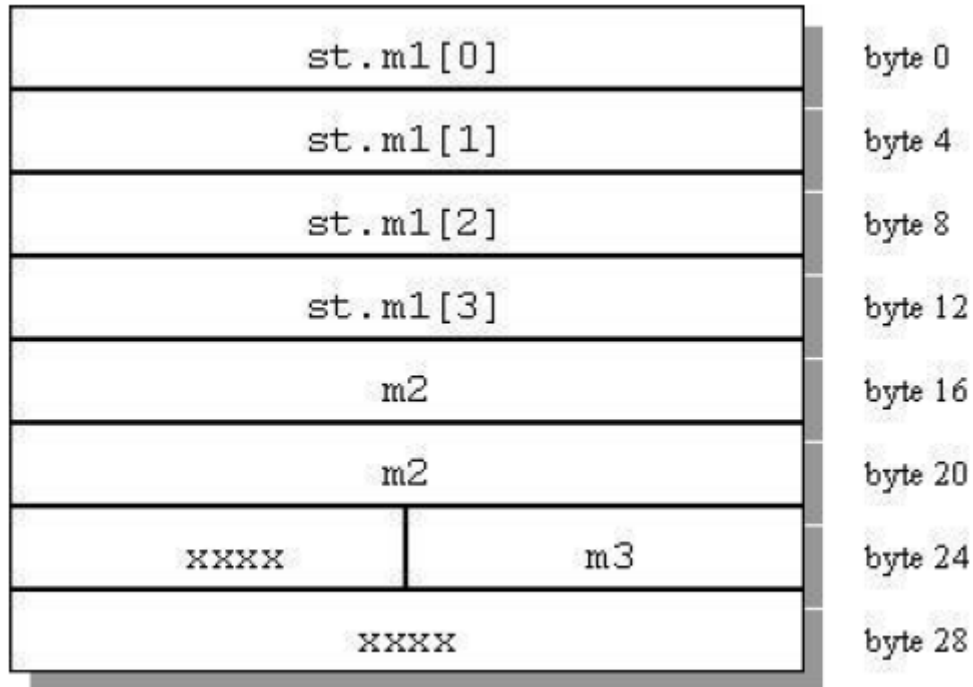 st.m1[0] byte 0
st.m1[1] byte 4
st.m1[2] byte 8
st.m1[3] byte 12
m2 byte 16
m2 byte 20
xxxx m3 byte 24
xxxx byte 28